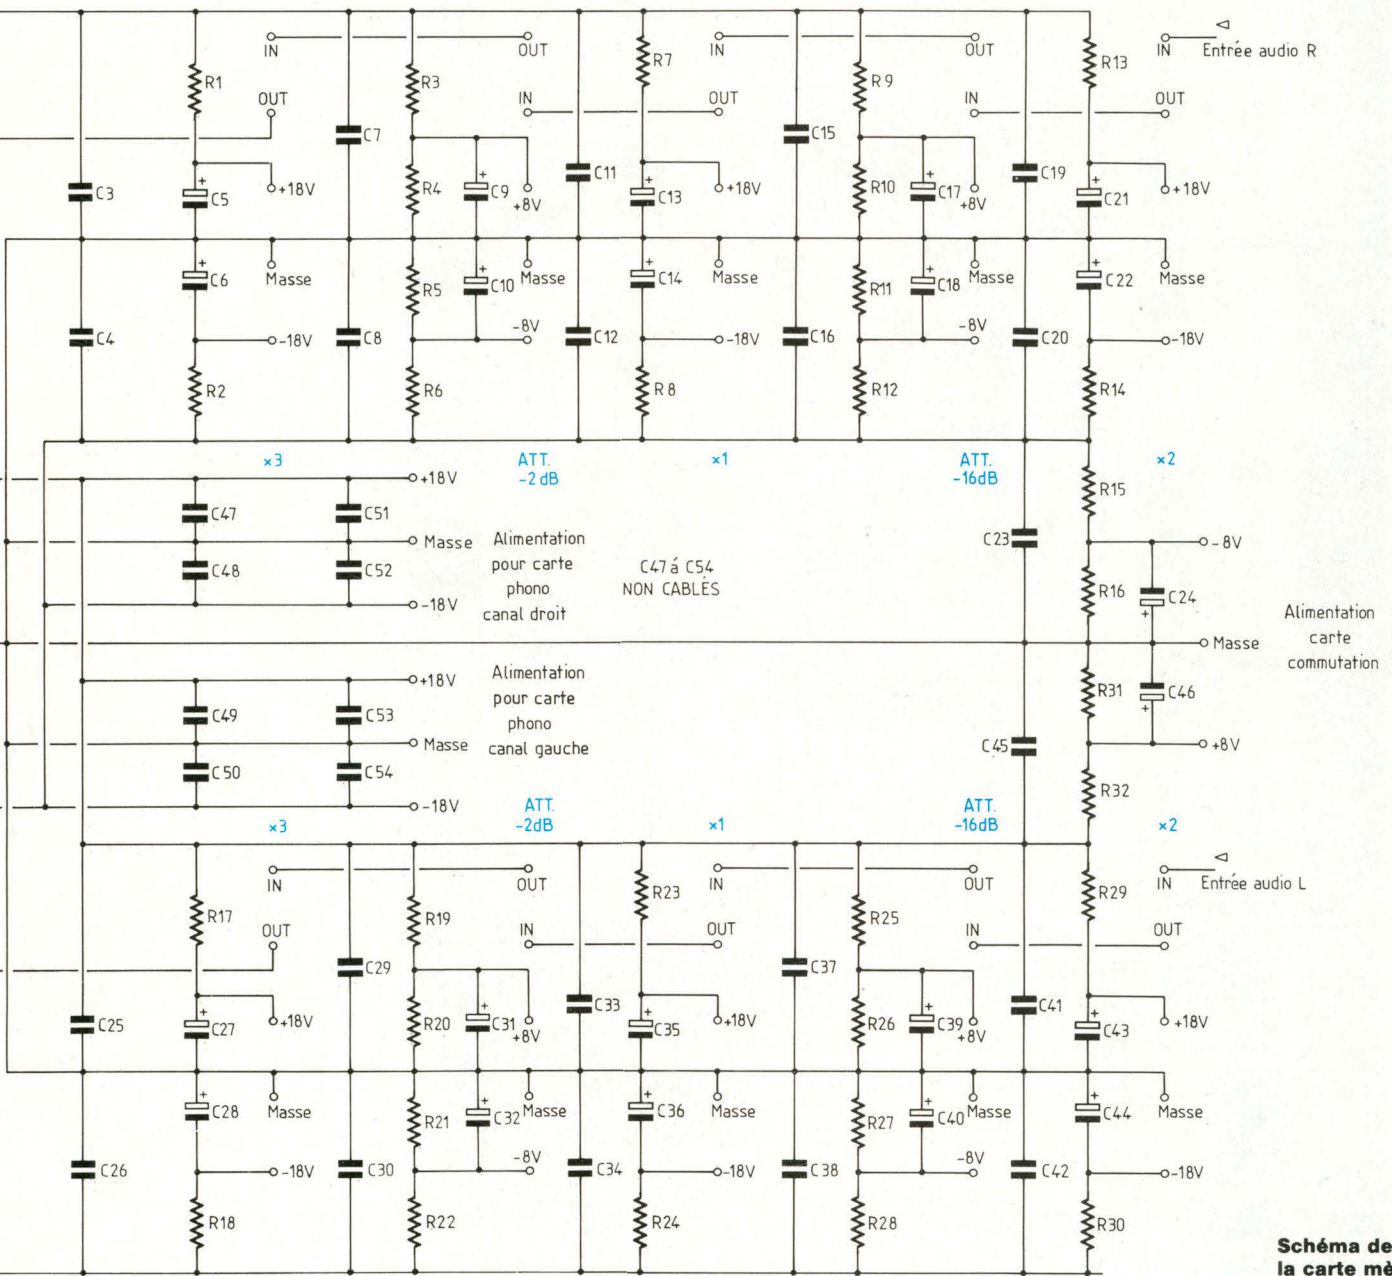 IN
OUT
IN
OUT
IN
Entrée audio R
R1
R3
R7
R9
R13
OUT
IN
OUT
IN
OUT
C7
C15
C3
C5
+18V
R4
C9
+8V
C11
C13
+18V
R10
C17
+8V
C19
C21
+18V
C6
Masse
R5
C10
Masse
C14
Masse
R11
C18
Masse
C22
Masse
C4
-18V
C8
-8V
C12
-18V
C16
-8V
C20
-18V
R2
R6
R8
R12
R14
×3
ATT.
-2dB
×1
ATT.
-16dB
×2
+18V
R15
C47
C51
Masse
C48
C52
-18V
Alimentation
pour carte
phono
canal droit
C47 á C54
NON CABLÉS
C23
-8V
R16
C24
Masse
Alimentation
carte
commutation
+18V
C49
C53
Masse
C50
C54
-18V
Alimentation
pour carte
phono
canal gauche
R31
C46
C45
+8V
R32
×3
ATT.
-2dB
×1
ATT.
-16dB
×2
IN
OUT
IN
OUT
IN
Entrée audio L
R17
R19
R23
R25
R29
OUT
IN
OUT
IN
OUT
C29
C37
C25
C27
+18V
R20
C31
+8V
C33
C35
+18V
R26
C39
+8V
C41
C43
+18V
C28
Masse
R21
C32
Masse
C36
Masse
R27
C40
Masse
C44
Masse
C26
-18V
C30
-8V
C34
-18V
C38
-8V
C42
-18V
R18
R22
R24
R28
R30
Schéma de
la carte mè